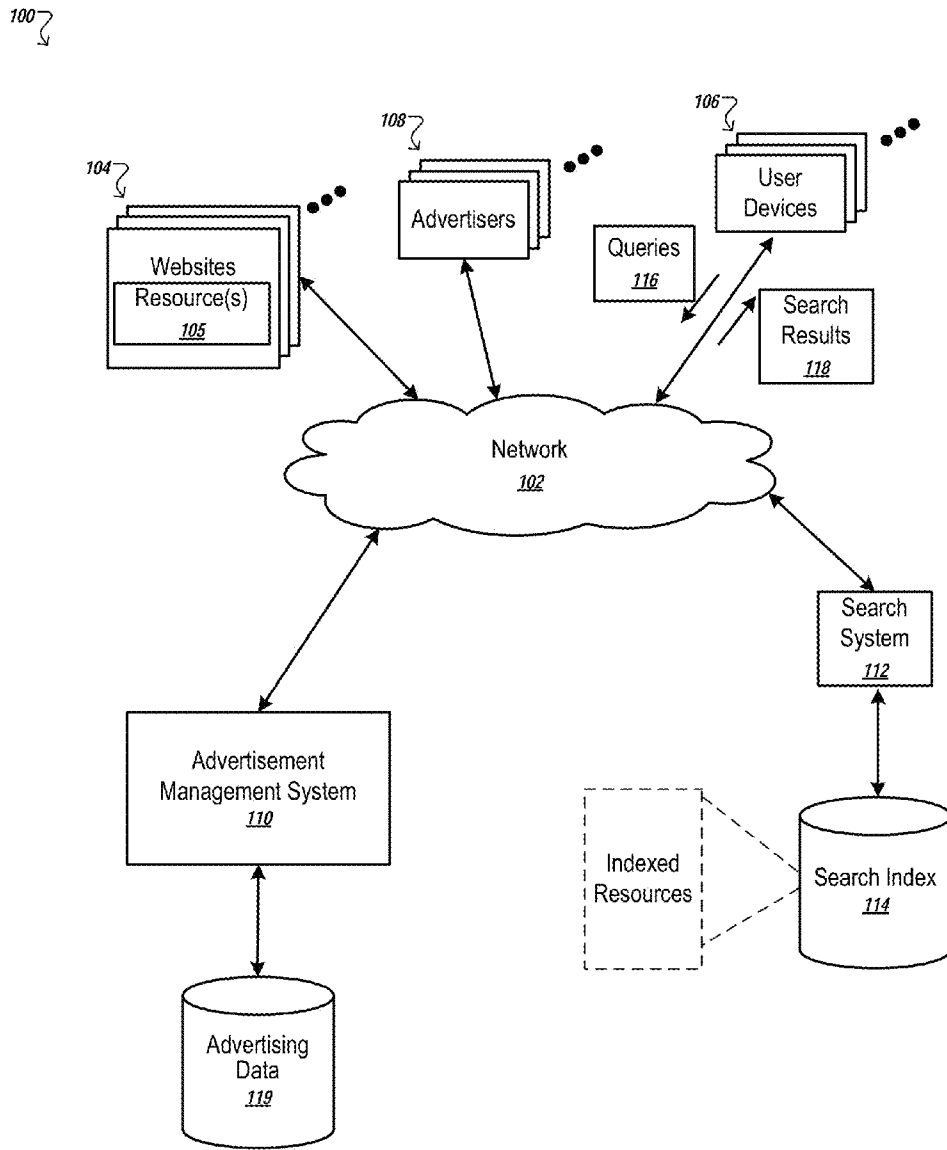 100
104
108
106
Websites
Resource(s)
105
Advertisers
User
Devices
Queries
116
Search
Results
118
Network
102
Search
System
112
Advertisement
Management System
110
Indexed
Resources
Search Index
114
Advertising
Data
119